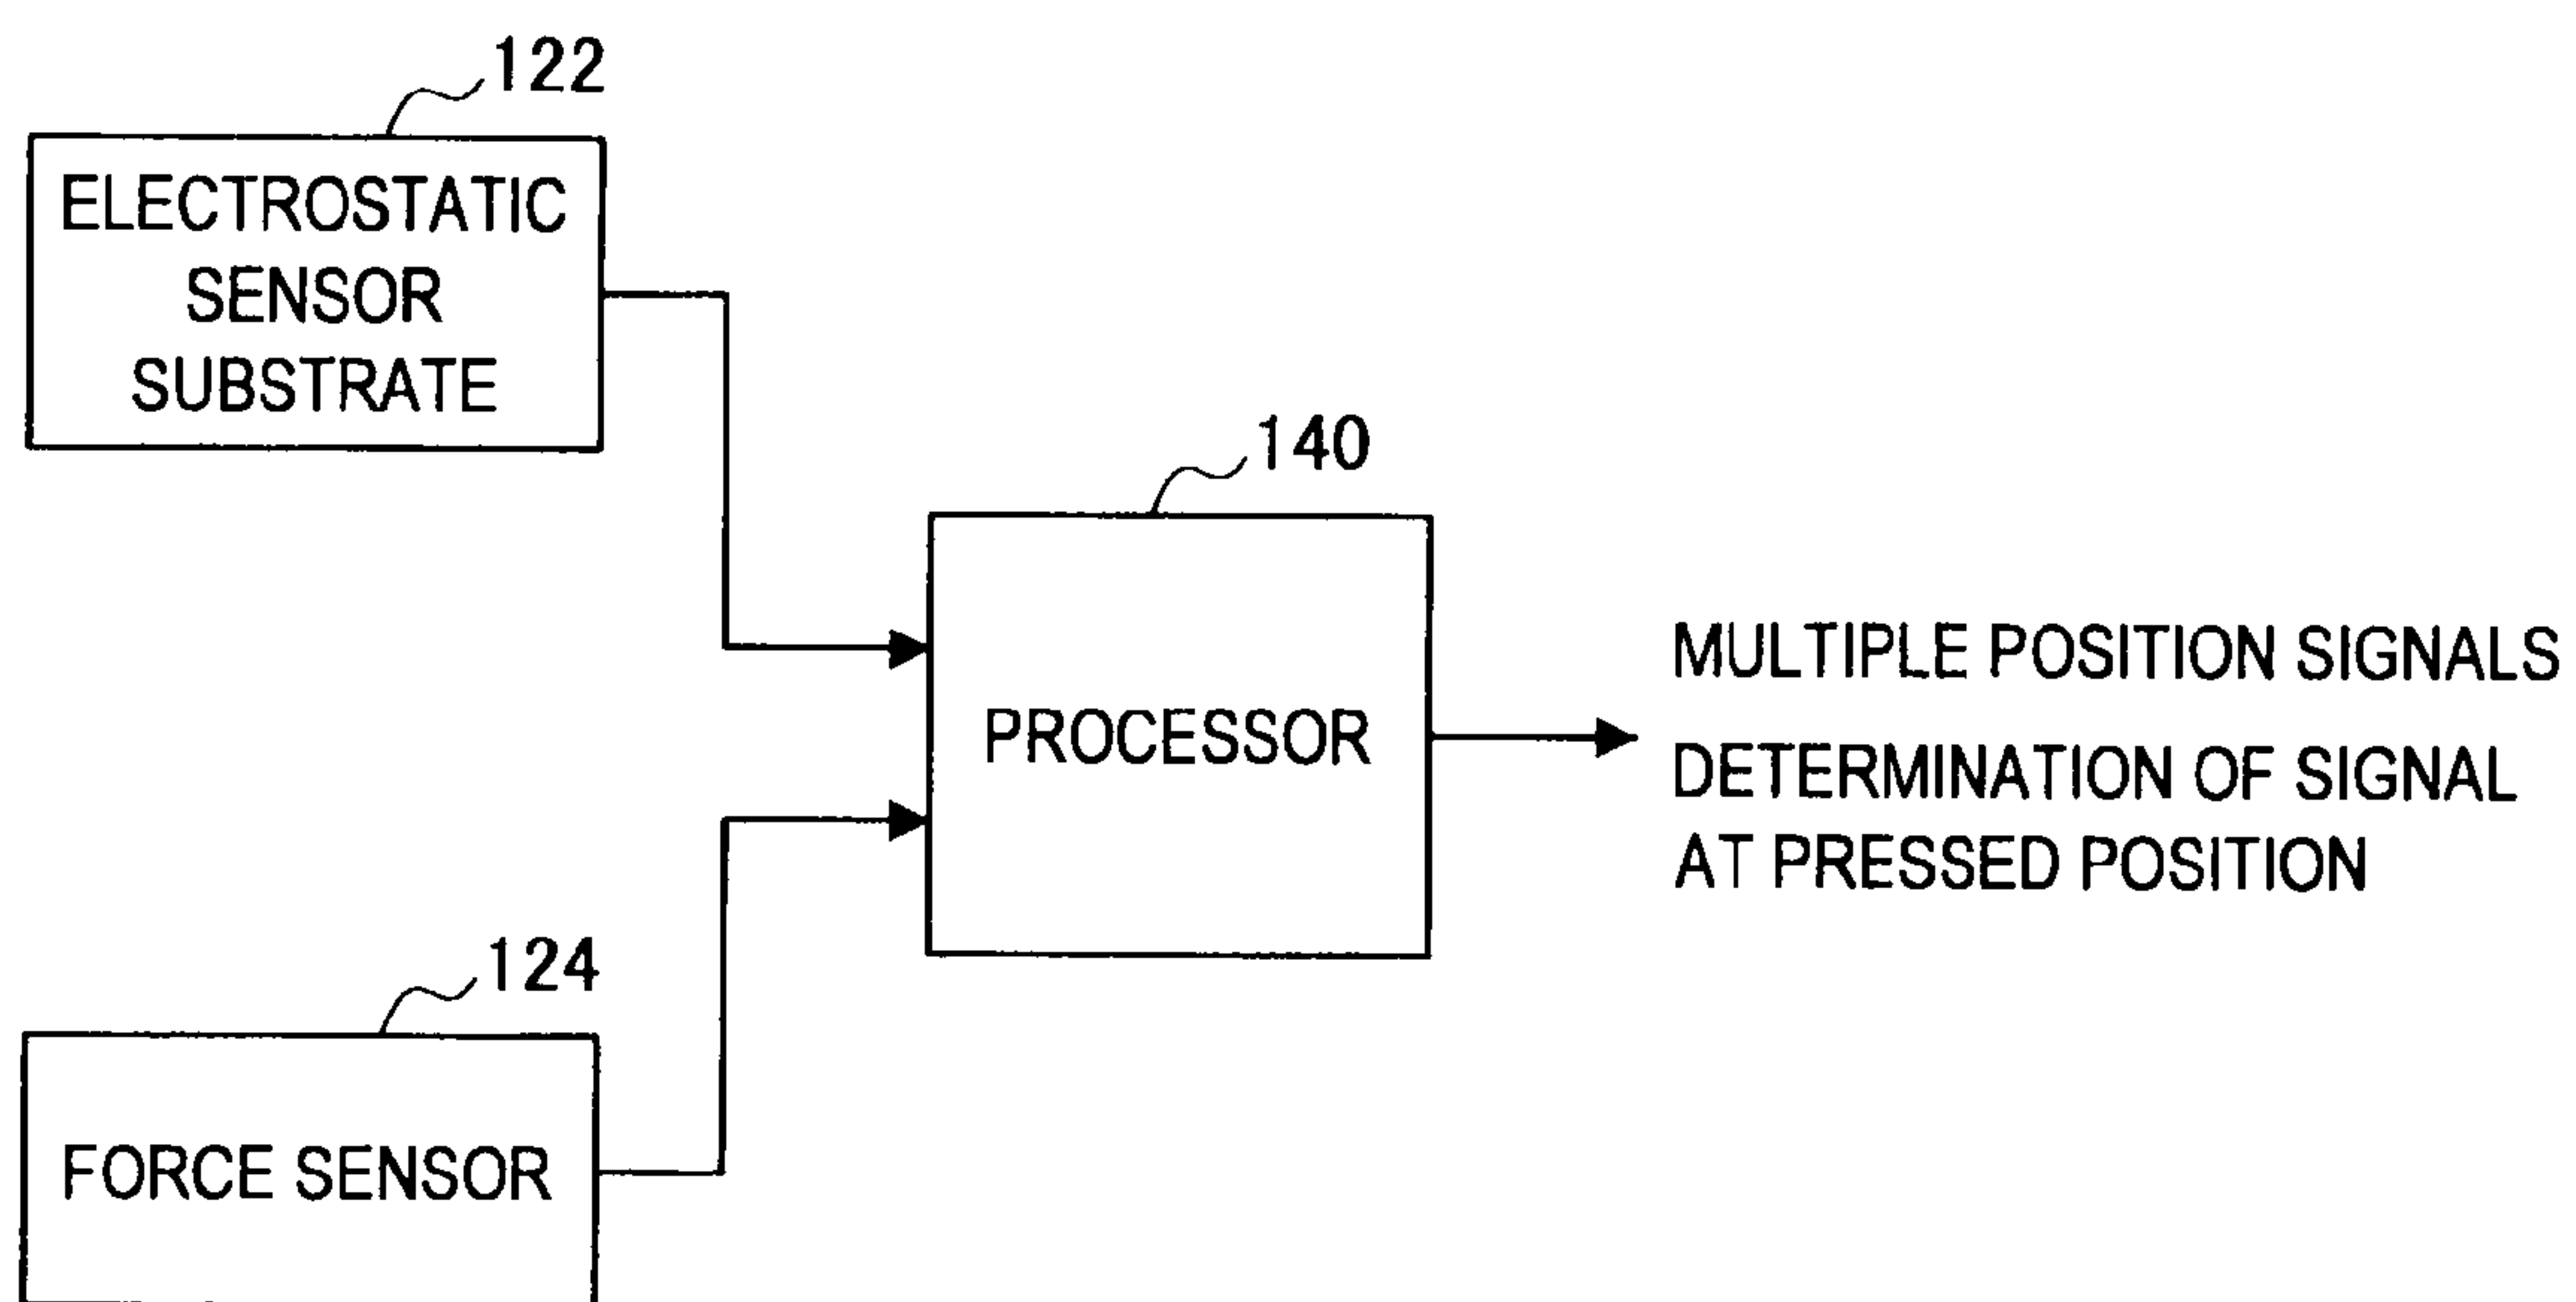 122
ELECTROSTATIC
SENSOR
SUBSTRATE
140
PROCESSOR
MULTIPLE POSITION SIGNALS
DETERMINATION OF SIGNAL
AT PRESSED POSITION
124
FORCE SENSOR